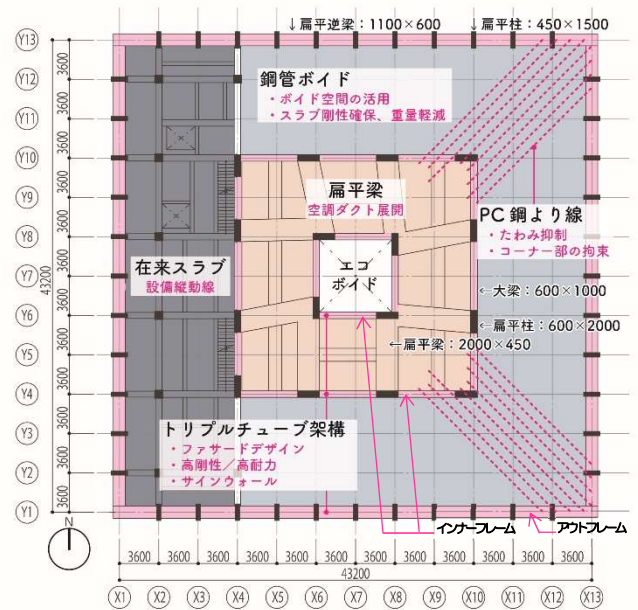 ↓扁平逆梁：1100×600
↓扁平柱：450×1500
Y13
Y12
Y11
Y10
Y9
Y8
Y7
Y6
Y5
Y4
Y3
Y2
Y1
3600
3600
3600
3600
3600
3600
3600
3600
3600
3600
3600
3600
43200
鋼管ボイド
・ボイド空間の活用
・スラブ剛性確保、重量軽減
扁平梁
空調ダクト展開
PC鋼より線
・たわみ抑制
・コーナー部の拘束
在来スラブ
設備縦動線
エコ
ボイド
←大梁：600×1000
←扁平柱：600×2000
←扁平梁：2000×450
トリプルチューブ架構
・ファサードデザイン
・高剛性／高耐力
・サインウォール
インナーフレーム
アウトフレーム
N
3600
3600
3600
3600
3600
3600
3600
3600
3600
3600
3600
3600
43200
X1
X2
X3
X4
X5
X6
X7
X8
X9
X10
X11
X12
X13